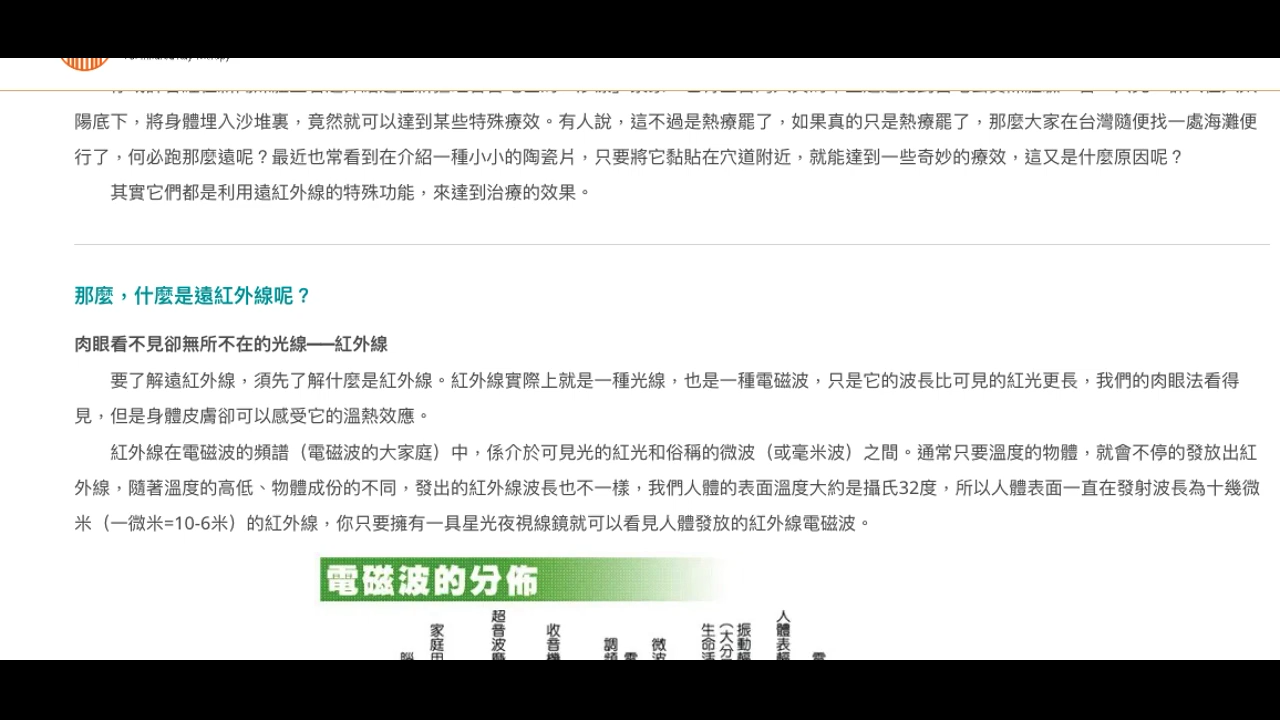 陽底下，將身體埋入沙堆裏，竟然就可以達到某些特殊療效。有人說，這不過是熱療罷了，如果真的只是熱療罷了，那麼大家在台灣隨便找一處海灘便
行了，何必跑那麼遠呢？最近也常看到在介紹一種小小的陶瓷片，只要將它黏貼在穴道附近，就能達到一些奇妙的療效，這又是什麼原因呢？
其實它們都是利用遠紅外線的特殊功能，來達到治療的效果。
那麼，什麼是遠紅外線呢？
肉眼看不見卻無所不在的光線──紅外線
要了解遠紅外線，須先了解什麼是紅外線。紅外線實際上就是一種光線，也是一種電磁波，只是它的波長比可見的紅光更長，我們的肉眼法看得
見，但是身體皮膚卻可以感受它的溫熱效應。
紅外線在電磁波的頻譜（電磁波的大家庭）中，係介於可見光的紅光和俗稱的微波（或毫米波）之間。通常只要溫度的物體，就會不停的發放出紅
外線，隨著溫度的高低、物體成份的不同，發出的紅外線波長也不一樣，我們人體的表面溫度大約是攝氏32度，所以人體表面一直在發射波長為十幾微
米（一微米=10-6米）的紅外線，你只要擁有一具星光夜視線鏡就可以看見人體發放的紅外線電磁波。
電磁波的分佈
家庭
超音波
收音
調
微
生命
（大分
振動
人體表